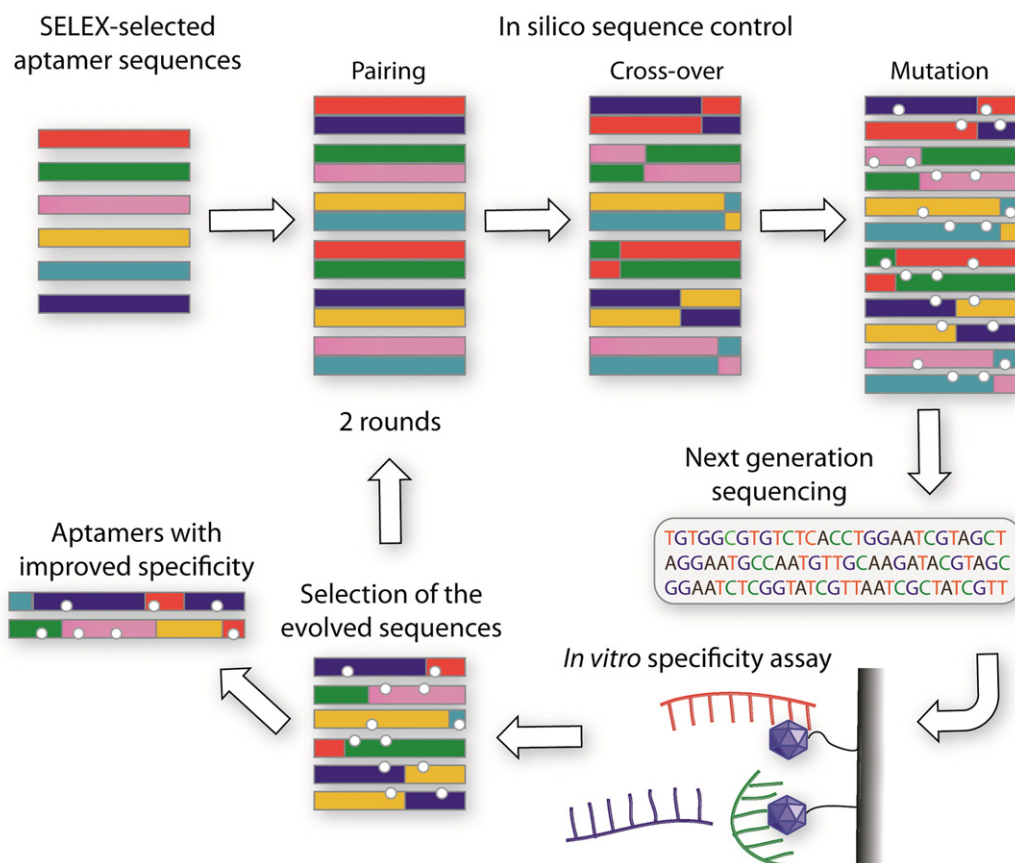 SELEX-selected
aptamer sequences
In silico sequence control
Pairing
Cross-over
Mutation
2 rounds
Next generation
sequencing
TGTGGCGTGTCTCACCTGGAATCGTAGCT
AGGAATGCCAATGTTGCAAGATACGTAGC
GGAATCTCGGTATCGTTAATCGCTATCGTT
In vitro specificity assay
Selection of the
evolved sequences
Aptamers with
improved specificity